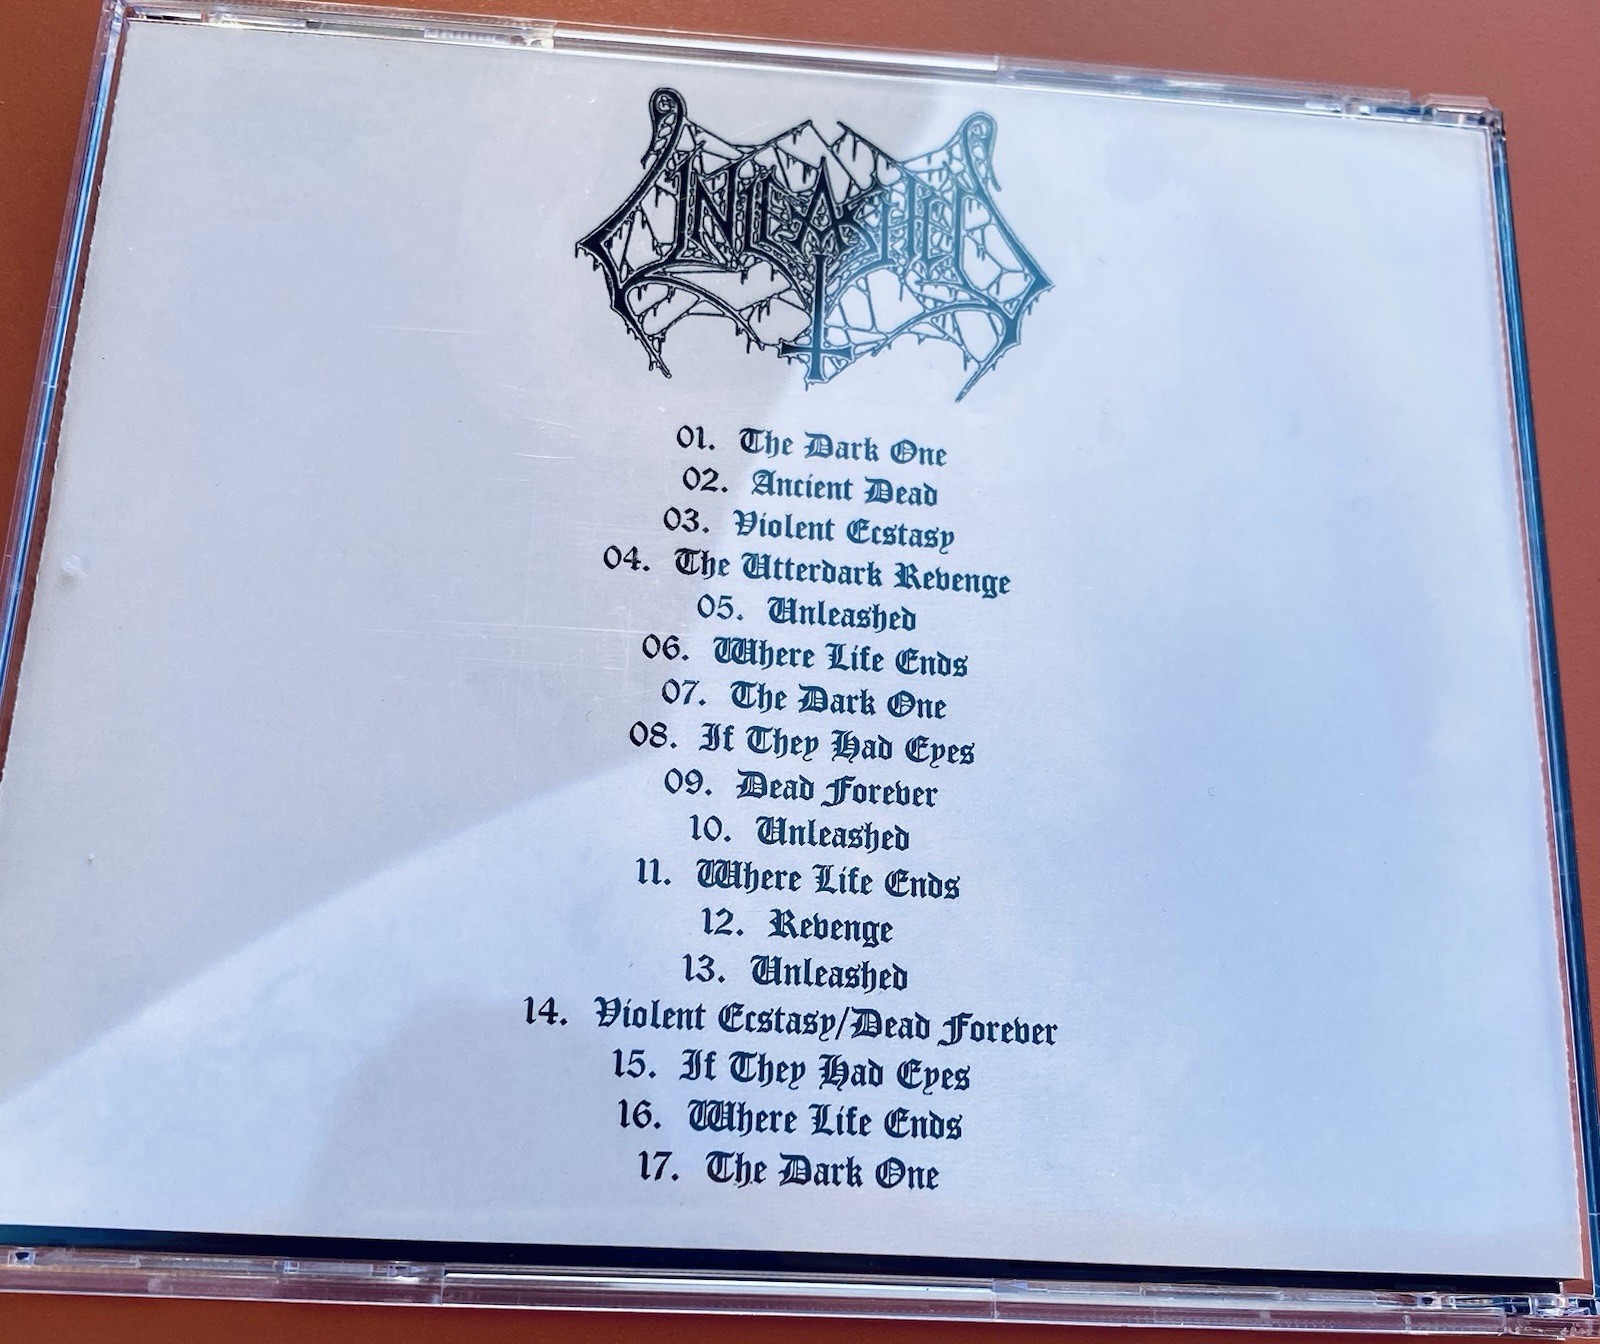 UNLEASHED
01. The Dark One
02. Ancient Dead
03. Violent Ecstasy
04. The Utterdark Revenge
05. Unleashed
06. Where Life Ends
07. The Dark One
08. If They Had Eyes
09. Dead Forever
10. Unleashed
11. Where Life Ends
12. Revenge
13. Unleashed
14. Violent Ecstasy/Dead Forever
15. If They Had Eyes
16. Where Life Ends
17. The Dark One